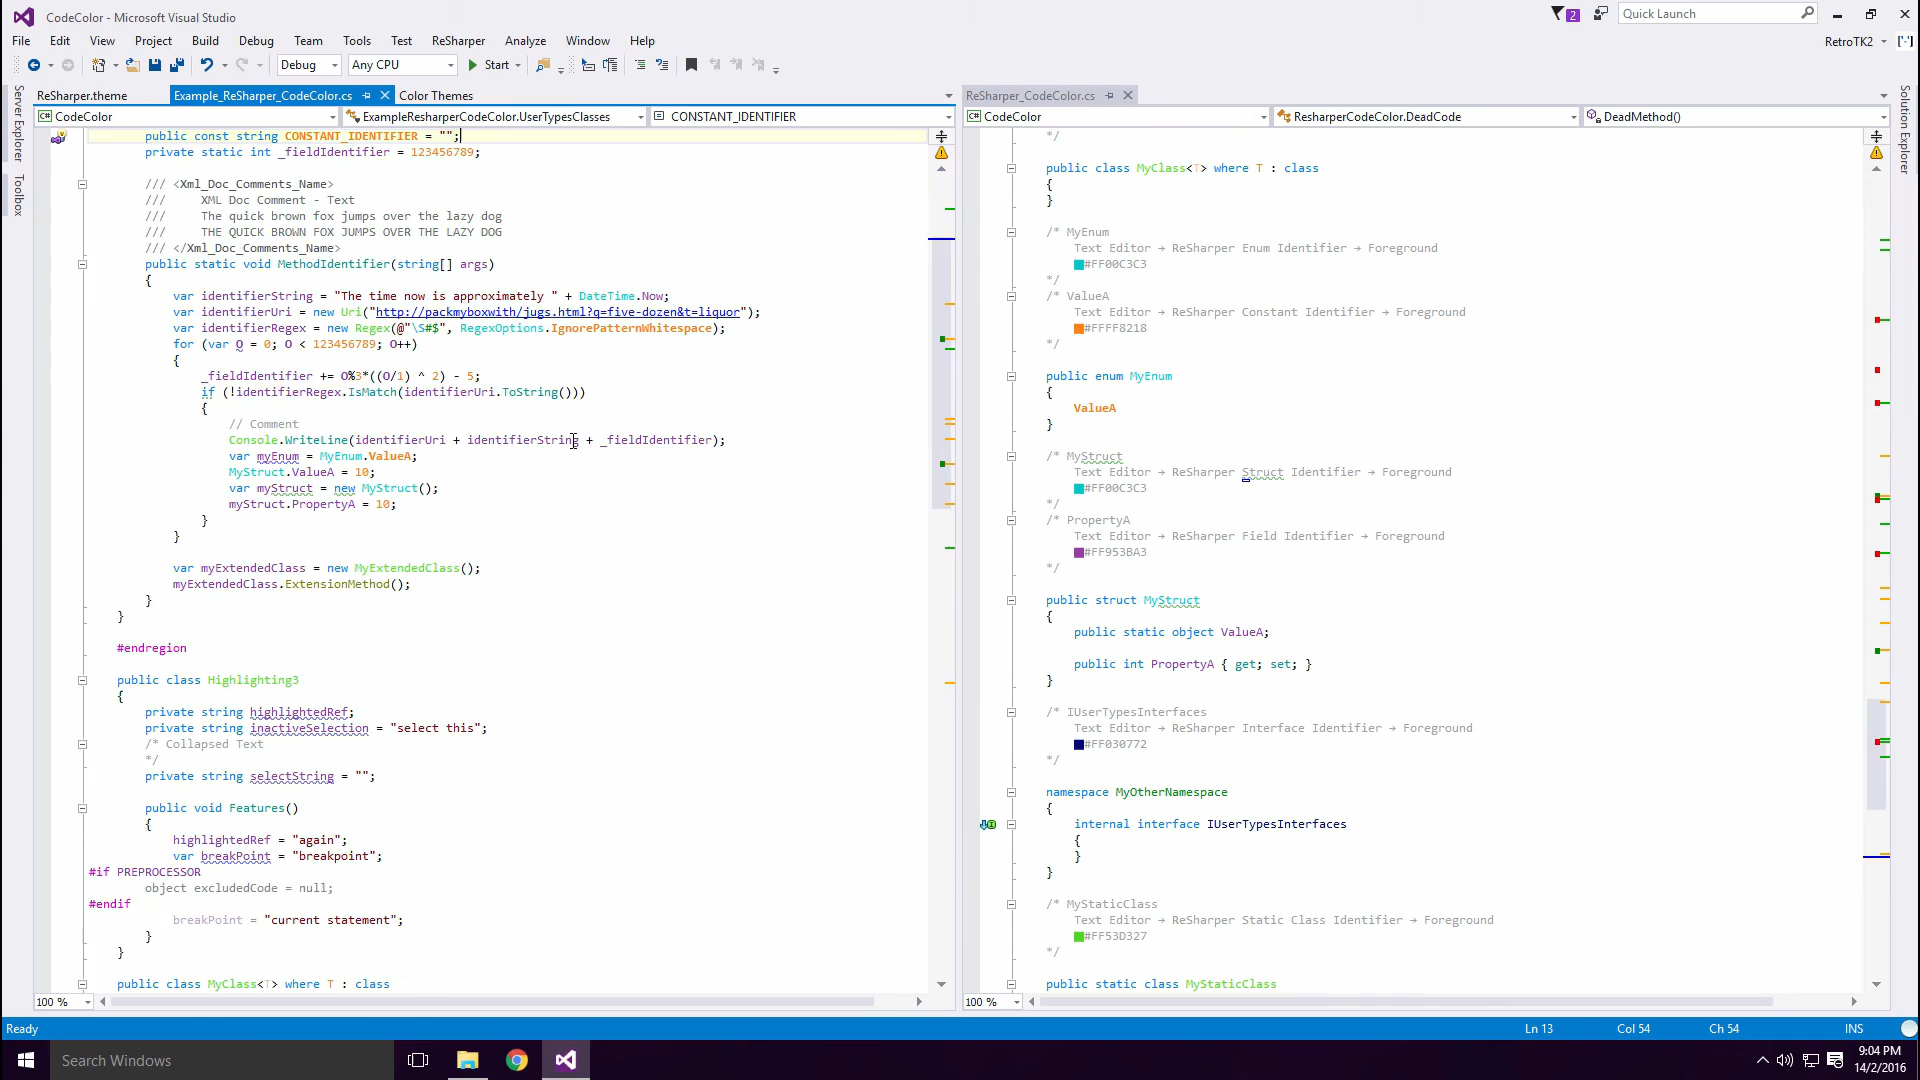 CodeColor - Microsoft Visual Studio
2
Quick Launch
File Edit View Project Build Debug Team Tools Test ReSharper Analyze Window Help
RetroTK2
Debug Any CPU Start
Server Explorer
Toolbox
ReSharper.theme Example_ReSharper_CodeColor.cs Color Themes
CodeColor ExampleResharperCodeColor.UserTypesClasses CONSTANT_IDENTIFIER
public const string CONSTANT_IDENTIFIER = "";
private static int _fieldIdentifier = 123456789;
/// <Xml_Doc_Comments_Name>
///     XML Doc Comment - Text
///     The quick brown fox jumps over the lazy dog
///     THE QUICK BROWN FOX JUMPS OVER THE LAZY DOG
/// </Xml_Doc_Comments_Name>
public static void MethodIdentifier(string[] args)
{
var identifierString = "The time now is approximately " + DateTime.Now;
var identifierUri = new Uri("http://packmyboxwith/jugs.html?q=five-dozen&t=liquor");
var identifierRegex = new Regex(@"\S#$", RegexOptions.IgnorePatternWhitespace);
for (var O = 0; O < 123456789; O++)
{
_fieldIdentifier += O%3*((O/1) ^ 2) - 5;
if (!identifierRegex.IsMatch(identifierUri.ToString()))
{
// Comment
Console.WriteLine(identifierUri + identifierString + _fieldIdentifier);
var myEnum = MyEnum.ValueA;
MyStruct.ValueA = 10;
var myStruct = new MyStruct();
myStruct.PropertyA = 10;
}
}
var myExtendedClass = new MyExtendedClass();
myExtendedClass.ExtensionMethod();
}
}
#endregion
public class Highlighting3
{
private string highlightedRef;
private string inactiveSelection = "select this";
/* Collapsed Text
*/
private string selectString = "";
public void Features()
{
highlightedRef = "again";
var breakPoint = "breakpoint";
#if PREPROCESSOR
object excludedCode = null;
#endif
breakPoint = "current statement";
}
}
public class MyClass<T> where T : class
100 %
ReSharper_CodeColor.cs
CodeColor ResharperCodeColor.DeadCode DeadMethod()
*/
public class MyClass<T> where T : class
{
}
/* MyEnum
Text Editor → ReSharper Enum Identifier → Foreground
#FF00C3C3
*/
/* ValueA
Text Editor → ReSharper Constant Identifier → Foreground
#FFFF8218
*/
public enum MyEnum
{
ValueA
}
/* MyStruct
Text Editor → ReSharper Struct Identifier → Foreground
#FF00C3C3
*/
/* PropertyA
Text Editor → ReSharper Field Identifier → Foreground
#FF953BA3
*/
public struct MyStruct
{
public static object ValueA;
public int PropertyA { get; set; }
}
/* IUserTypesInterfaces
Text Editor → ReSharper Interface Identifier → Foreground
#FF030772
*/
namespace MyOtherNamespace
{
internal interface IUserTypesInterfaces
{
}
}
/* MyStaticClass
Text Editor → ReSharper Static Class Identifier → Foreground
#FF53D327
*/
public static class MyStaticClass
100 %
Solution Explorer
Ready Ln 13 Col 54 Ch 54 INS
Search Windows
9:04 PM
14/2/2016